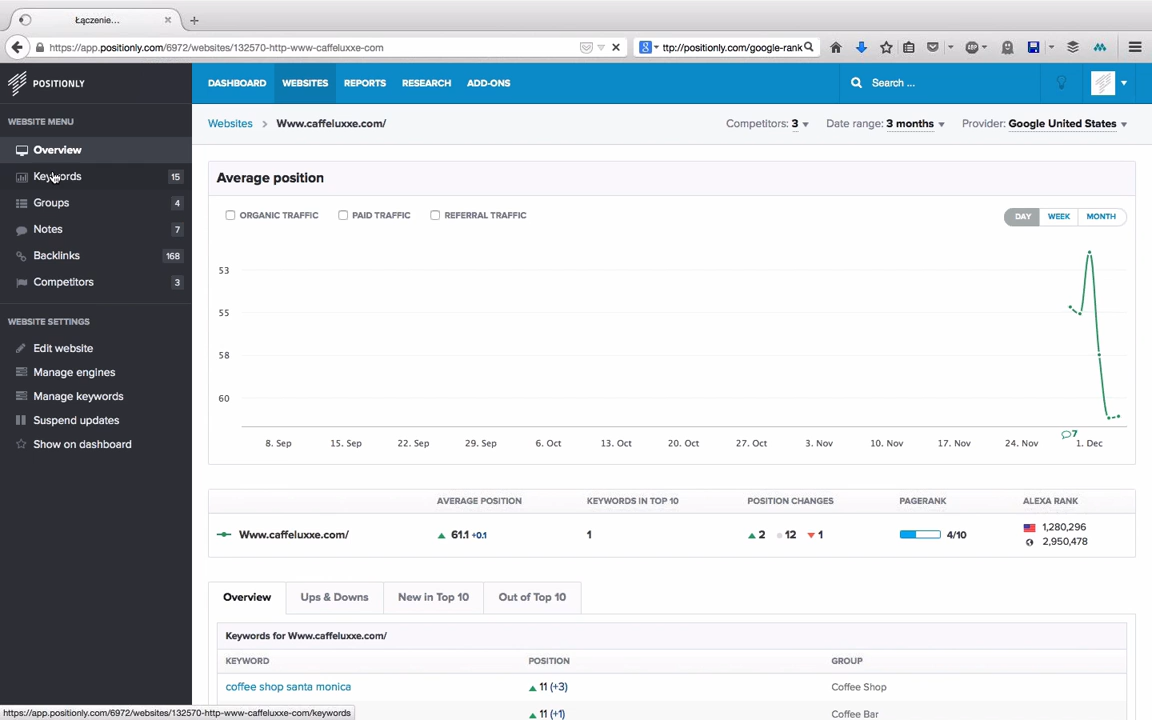 Łączenie...
https://app.positionly.com/6972/websites/132570-http-www-caffeluxxe-com
ttp://positionly.com/google-rank
POSITIONLY
DASHBOARD WEBSITES REPORTS RESEARCH ADD-ONS
Search ...
WEBSITE MENU
Websites > Www.caffeluxxe.com/
Competitors: 3 Date range: 3 months Provider: Google United States
Overview
Keywords 15
Groups 4
Notes 7
Backlinks 168
Competitors 3
WEBSITE SETTINGS
Edit website
Manage engines
Manage keywords
Suspend updates
Show on dashboard
Average position
ORGANIC TRAFFIC PAID TRAFFIC REFERRAL TRAFFIC
DAY WEEK MONTH
53
55
58
60
7
8. Sep 15. Sep 22. Sep 29. Sep 6. Oct 13. Oct 20. Oct 27. Oct 3. Nov 10. Nov 17. Nov 24. Nov 1. Dec
AVERAGE POSITION KEYWORDS IN TOP 10 POSITION CHANGES PAGERANK ALEXA RANK
Www.caffeluxxe.com/ 61.1 +0.1 1 2 12 1 4/10 1,280,296
2,950,478
Overview Ups & Downs New in Top 10 Out of Top 10
Keywords for Www.caffeluxxe.com/
KEYWORD POSITION GROUP
coffee shop santa monica 11 (+3) Coffee Shop
11 (+1) Coffee Bar
https://app.positionly.com/6972/websites/132570-http-www-caffeluxxe-com/keywords